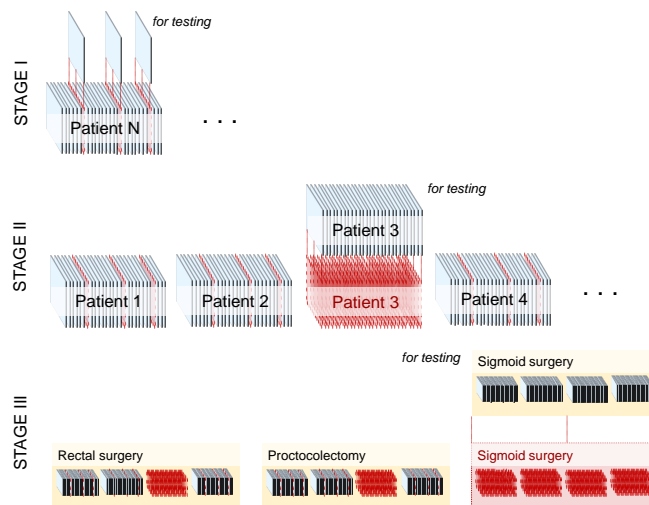 for testing
STAGE I
Patient N
. . .
for testing
STAGE II
Patient 3
Patient 1
Patient 2
Patient 3
Patient 4
. . .
for testing
Sigmoid surgery
STAGE III
Rectal surgery
Proctocolectomy
Sigmoid surgery